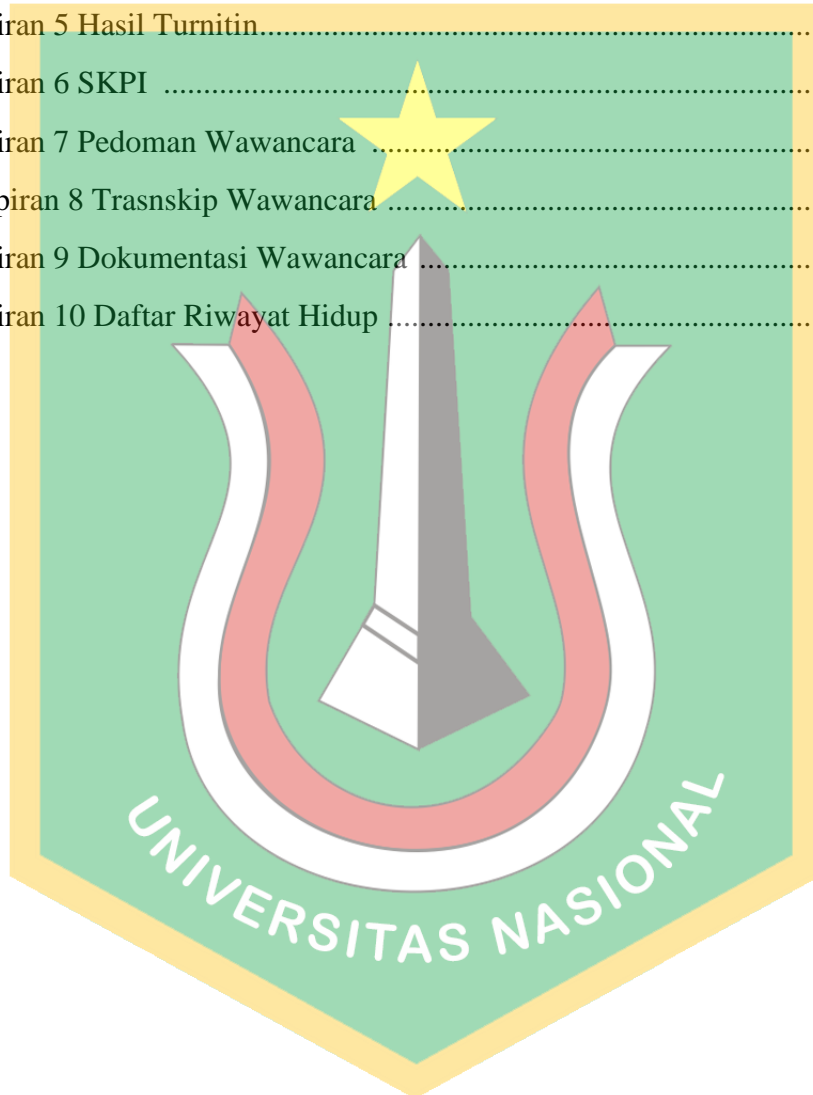 iran 5 Hasil Turnitin......................................................................
iran 6 SKPI ..................................................................................
iran 7 Pedoman Wawancara .......................................................
piran 8 Trasnskip Wawancara .....................................................
iran 9 Dokumentasi Wawancara .................................................
iran 10 Daftar Riwayat Hidup .....................................................
UNIVERSITAS NASIONAL